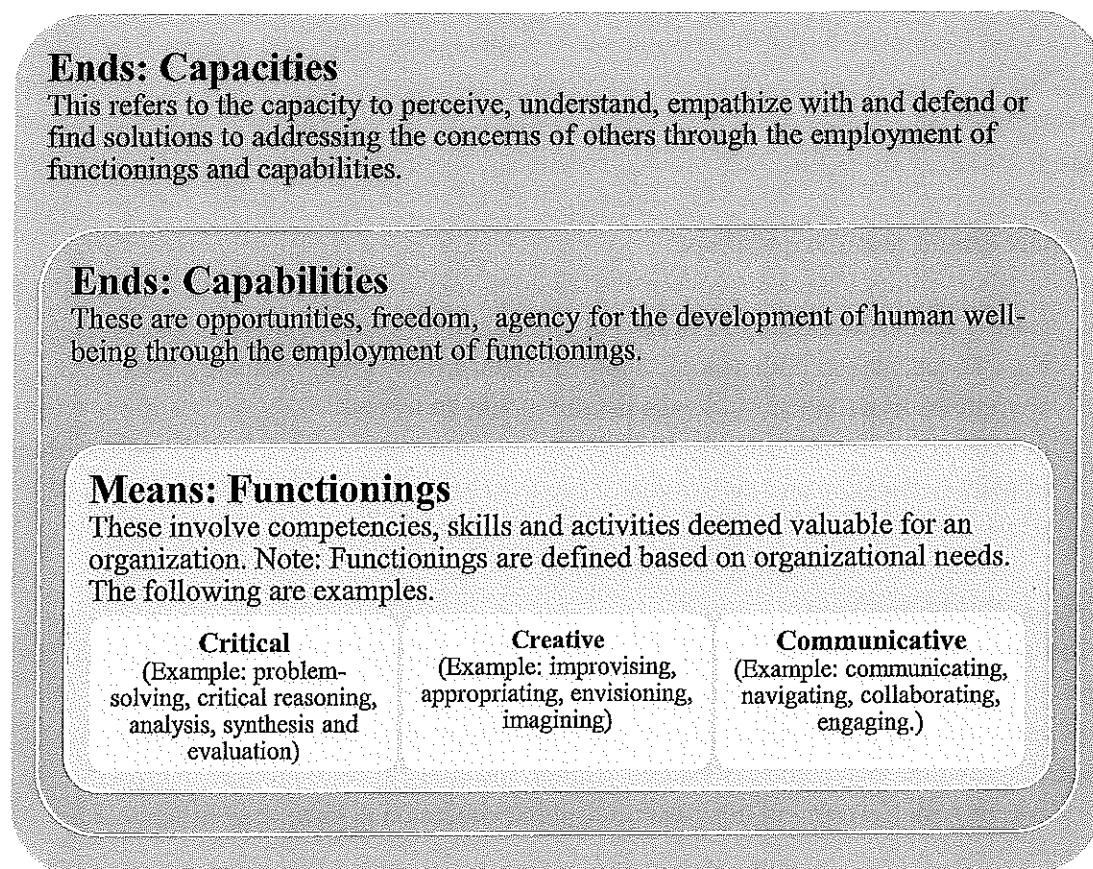 Ends: Capacities
This refers to the capacity to perceive, understand, empathize with and defend or
find solutions to addressing the concerns of others through the employment of
functionings and capabilities.
Ends: Capabilities
These are opportunities, freedom, agency for the development of human well-
being through the employment of functionings.
Means: Functionings
These involve competencies, skills and activities deemed valuable for an
organization. Note: Functionings are defined based on organizational needs.
The following are examples.
Critical
(Example: problem-
solving, critical reasoning,
analysis, synthesis and
evaluation)
Creative
(Example: improvising,
appropriating, envisioning,
imagining)
Communicative
(Example: communicating,
navigating, collaborating,
engaging.)